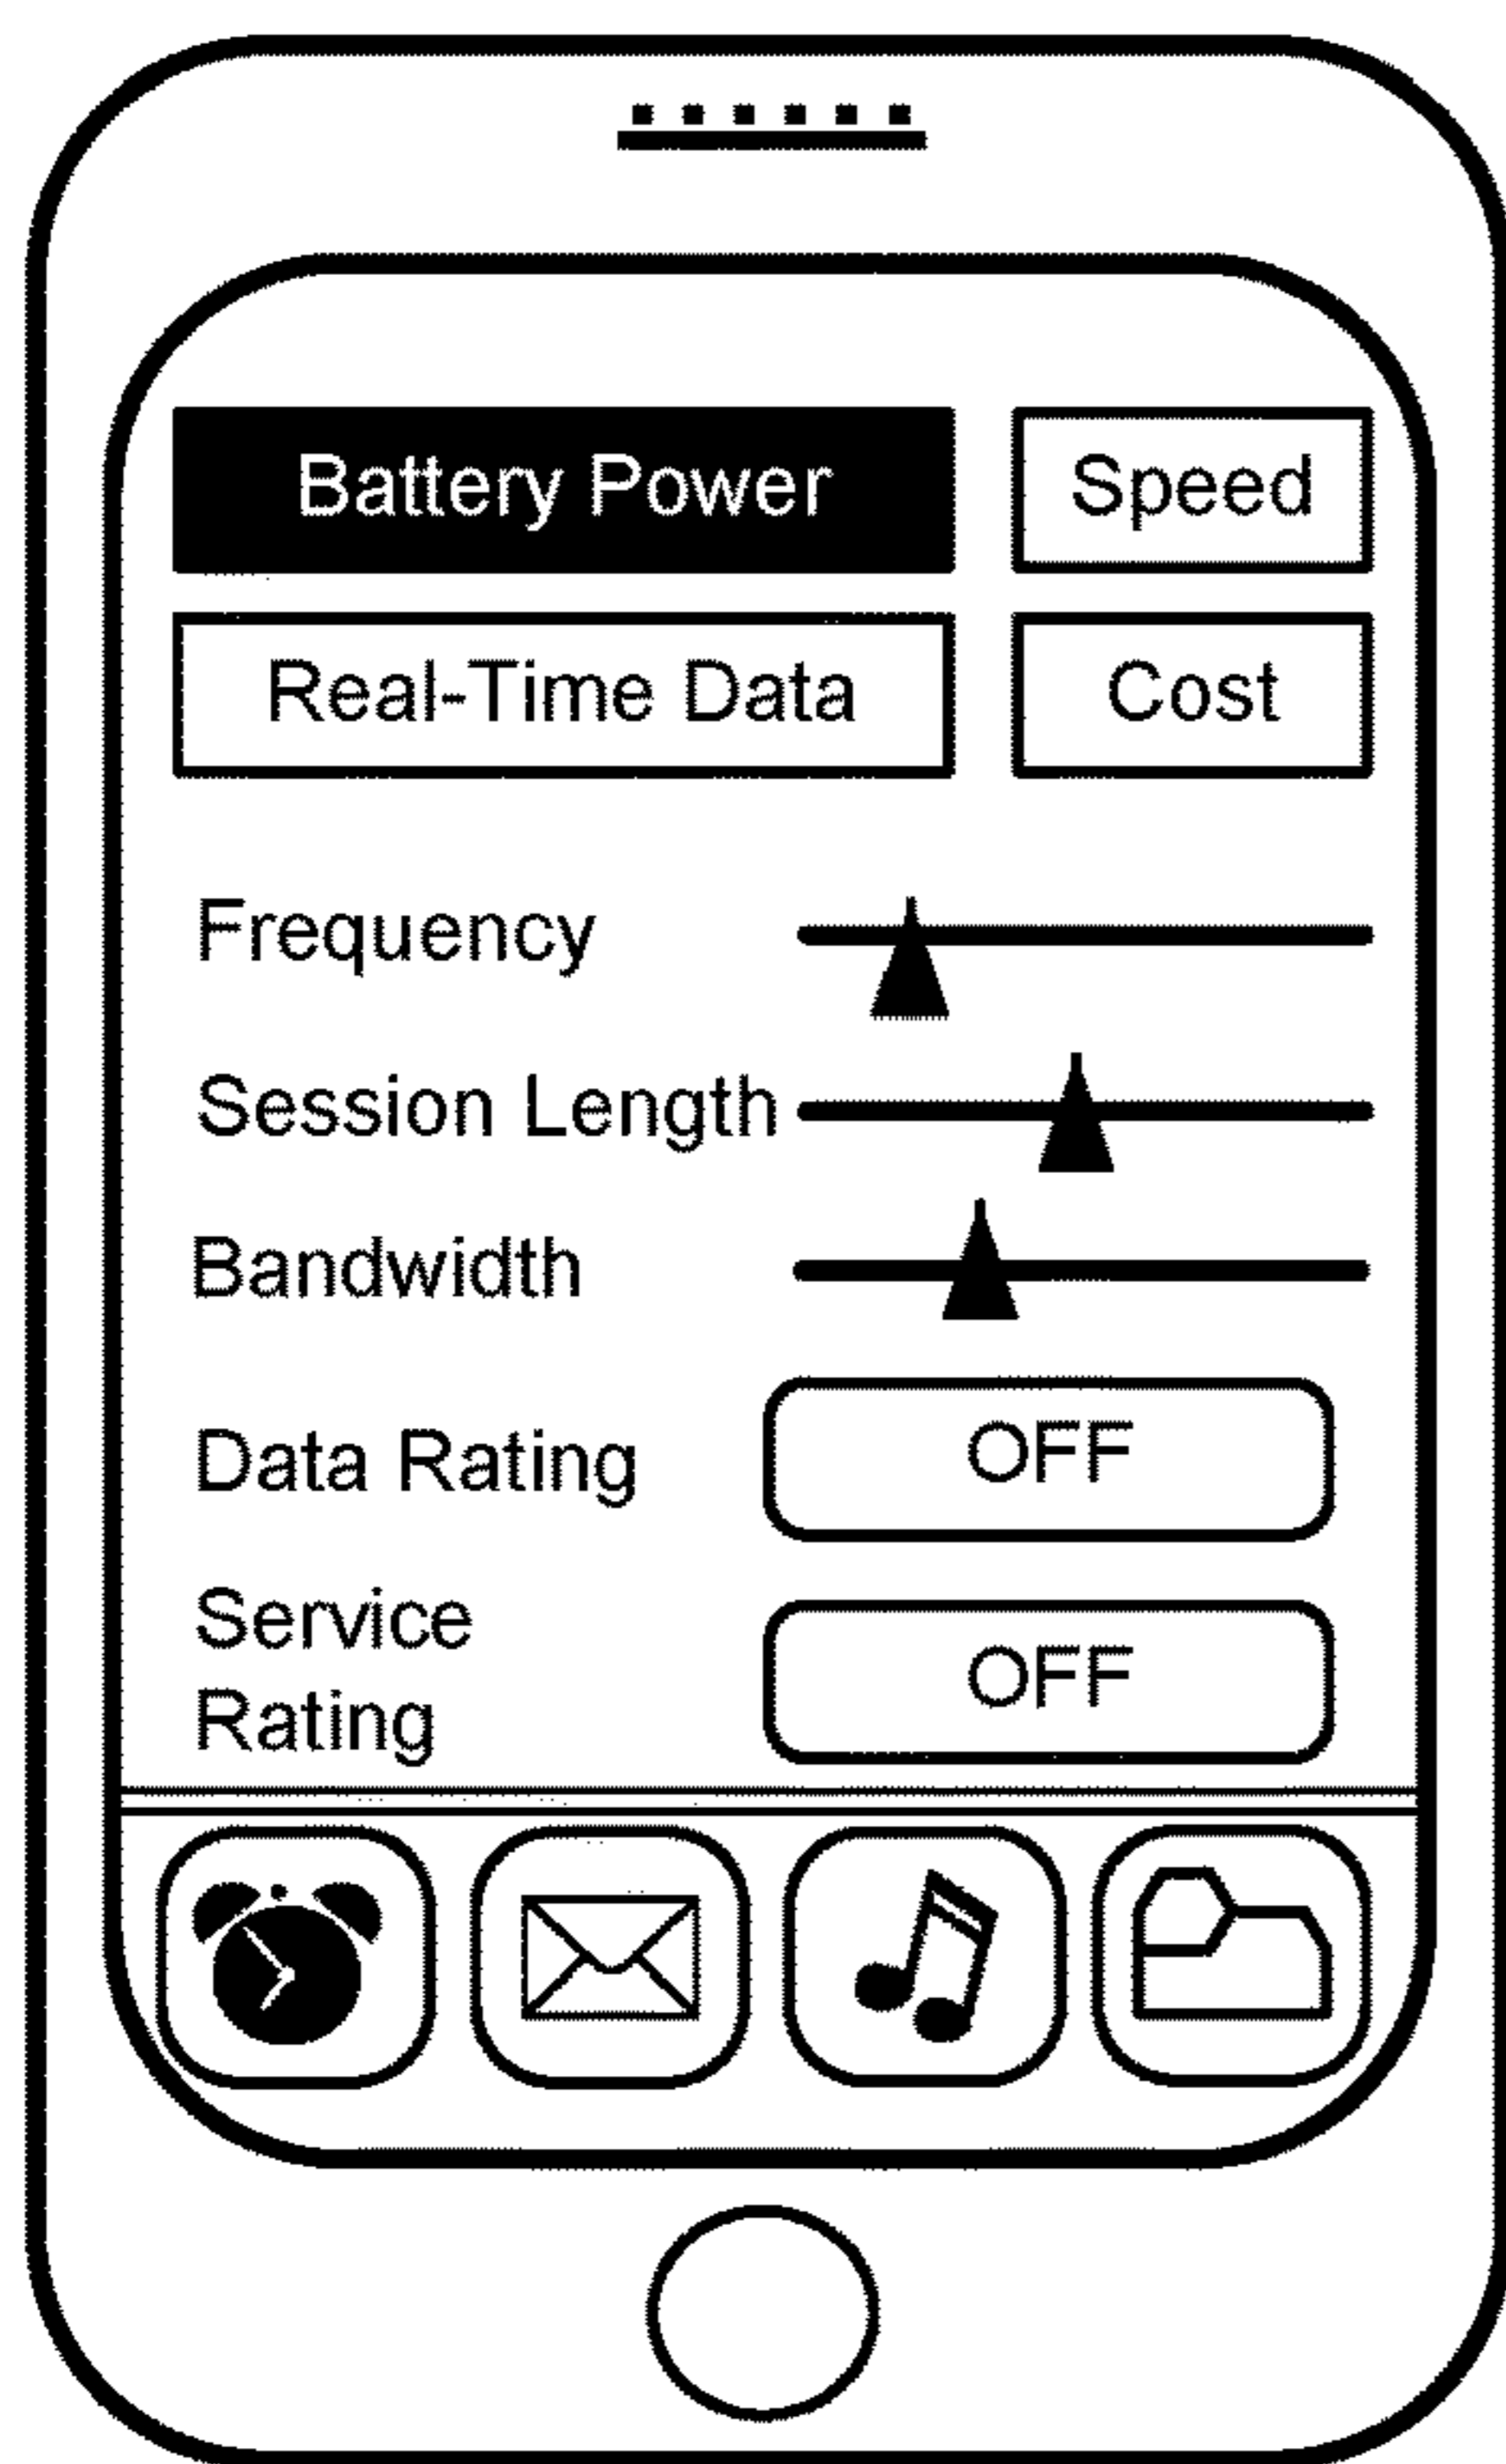 Battery Power
Speed
Real-Time Data
Cost
Frequency
Session Length
Bandwidth
Data Rating
OFF
Service
Rating
OFF